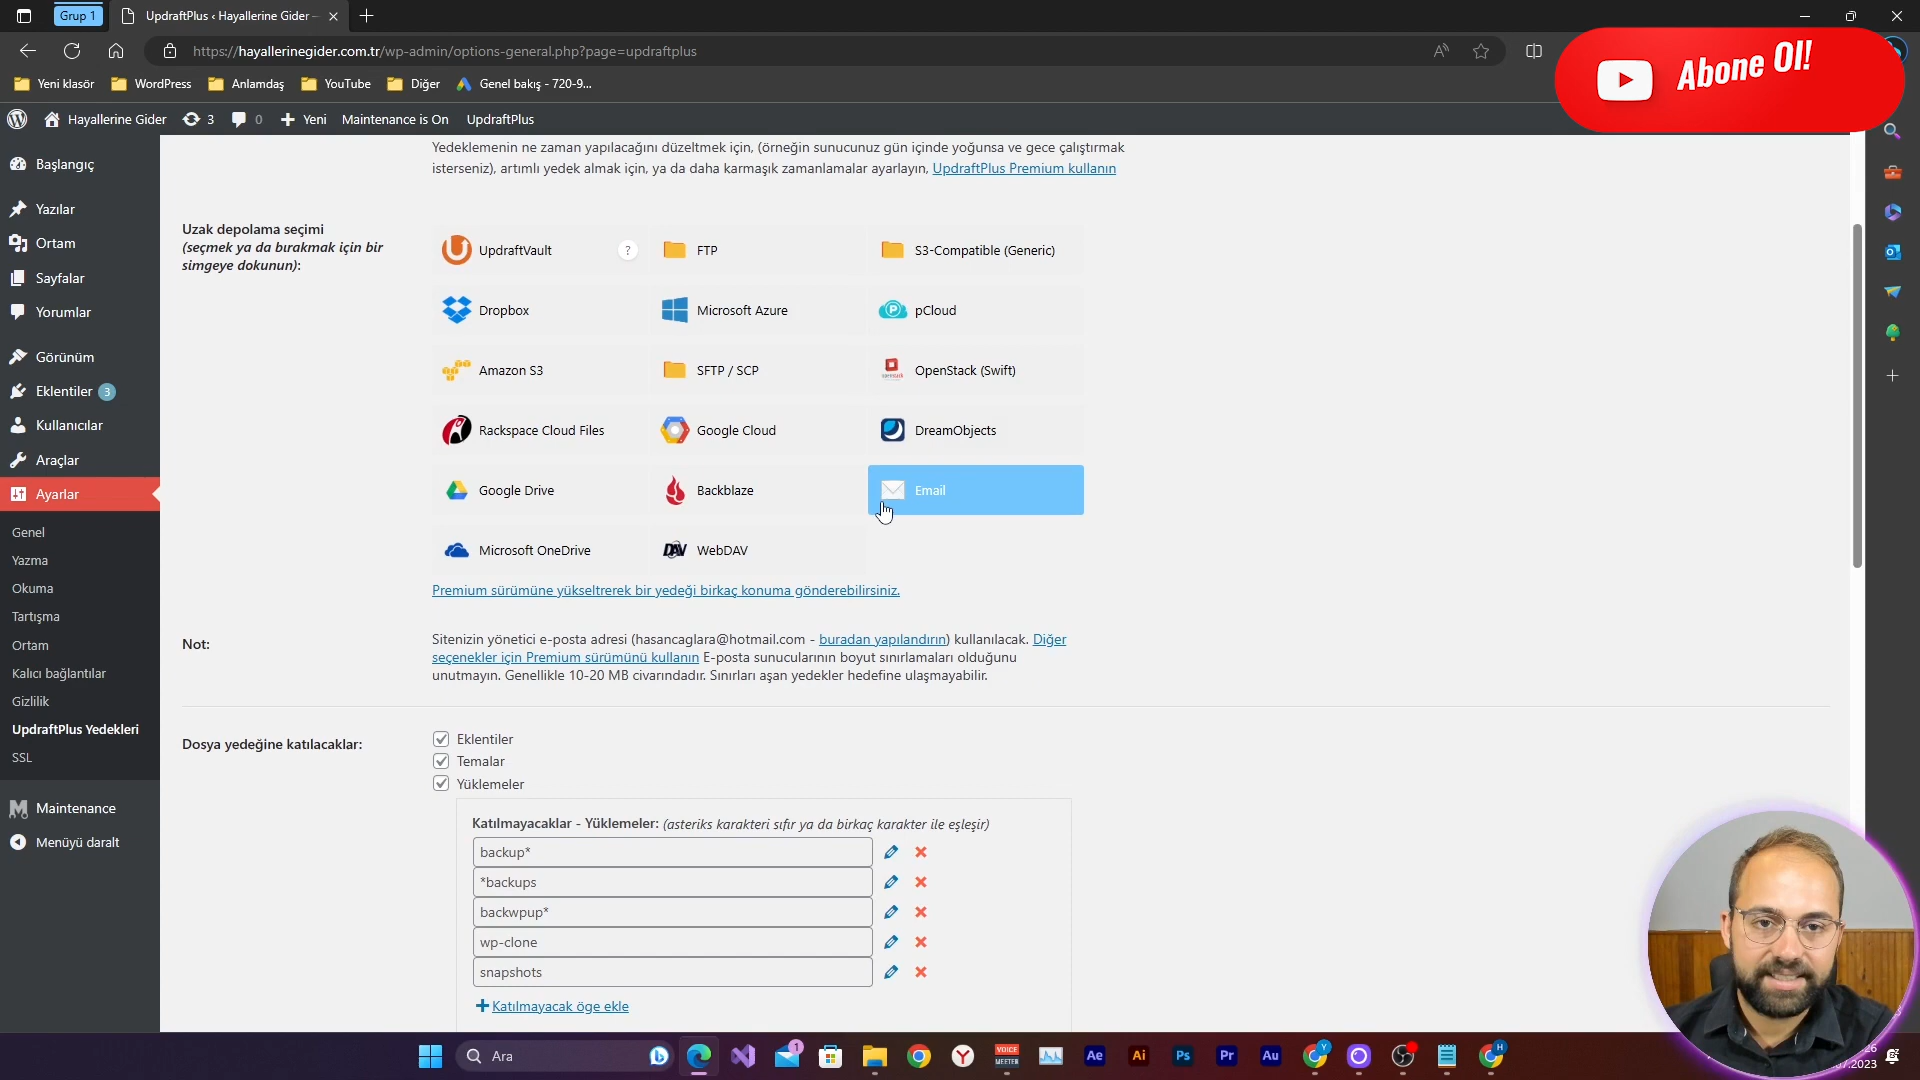 Grup 1
UpdraftPlus ‹ Hayallerine Gider –
https://hayallerinegider.com.tr/wp-admin/options-general.php?page=updraftplus
Abone Ol!
Yeni klasör
WordPress
Anlamdaş
YouTube
Diğer
Genel bakış - 720-9...
Hayallerine Gider
3
0
Yeni
Maintenance is On
UpdraftPlus
Başlangıç
Yazılar
Ortam
Sayfalar
Yorumlar
Görünüm
Eklentiler 3
Kullanıcılar
Araçlar
Ayarlar
Genel
Yazma
Okuma
Tartışma
Ortam
Kalıcı bağlantılar
Gizlilik
UpdraftPlus Yedekleri
SSL
Maintenance
Menüyü daralt
Yedeklemenin ne zaman yapılacağını düzeltmek için, (örneğin sunucunuz gün içinde yoğunsa ve gece çalıştırmak
isterseniz), artımlı yedek almak için, ya da daha karmaşık zamanlamalar ayarlayın, UpdraftPlus Premium kullanın
Uzak depolama seçimi
(seçmek ya da bırakmak için bir
simgeye dokunun):
UpdraftVault
?
FTP
S3-Compatible (Generic)
Dropbox
Microsoft Azure
pCloud
Amazon S3
SFTP / SCP
OpenStack (Swift)
Rackspace Cloud Files
Google Cloud
DreamObjects
Google Drive
Backblaze
Email
Microsoft OneDrive
DAV
WebDAV
Premium sürümüne yükseltrerek bir yedeği birkaç konuma gönderebilirsiniz.
Not:
Sitenizin yönetici e-posta adresi (hasancaglara@hotmail.com - buradan yapılandırın) kullanılacak. Diğer
seçenekler için Premium sürümünü kullanın E-posta sunucularının boyut sınırlamaları olduğunu
unutmayın. Genellikle 10-20 MB civarındadır. Sınırları aşan yedekler hedefine ulaşmayabilir.
Dosya yedeğine katılacaklar:
Eklentiler
Temalar
Yüklemeler
Katılmayacaklar - Yüklemeler: (asteriks karakteri sıfır ya da birkaç karakter ile eşleşir)
backup*
*backups
backwpup*
wp-clone
snapshots
Katılmayacak öge ekle
Ara
1
VOICE
MEETER
Ae
Ai
Ps
Pr
Au
Y
H